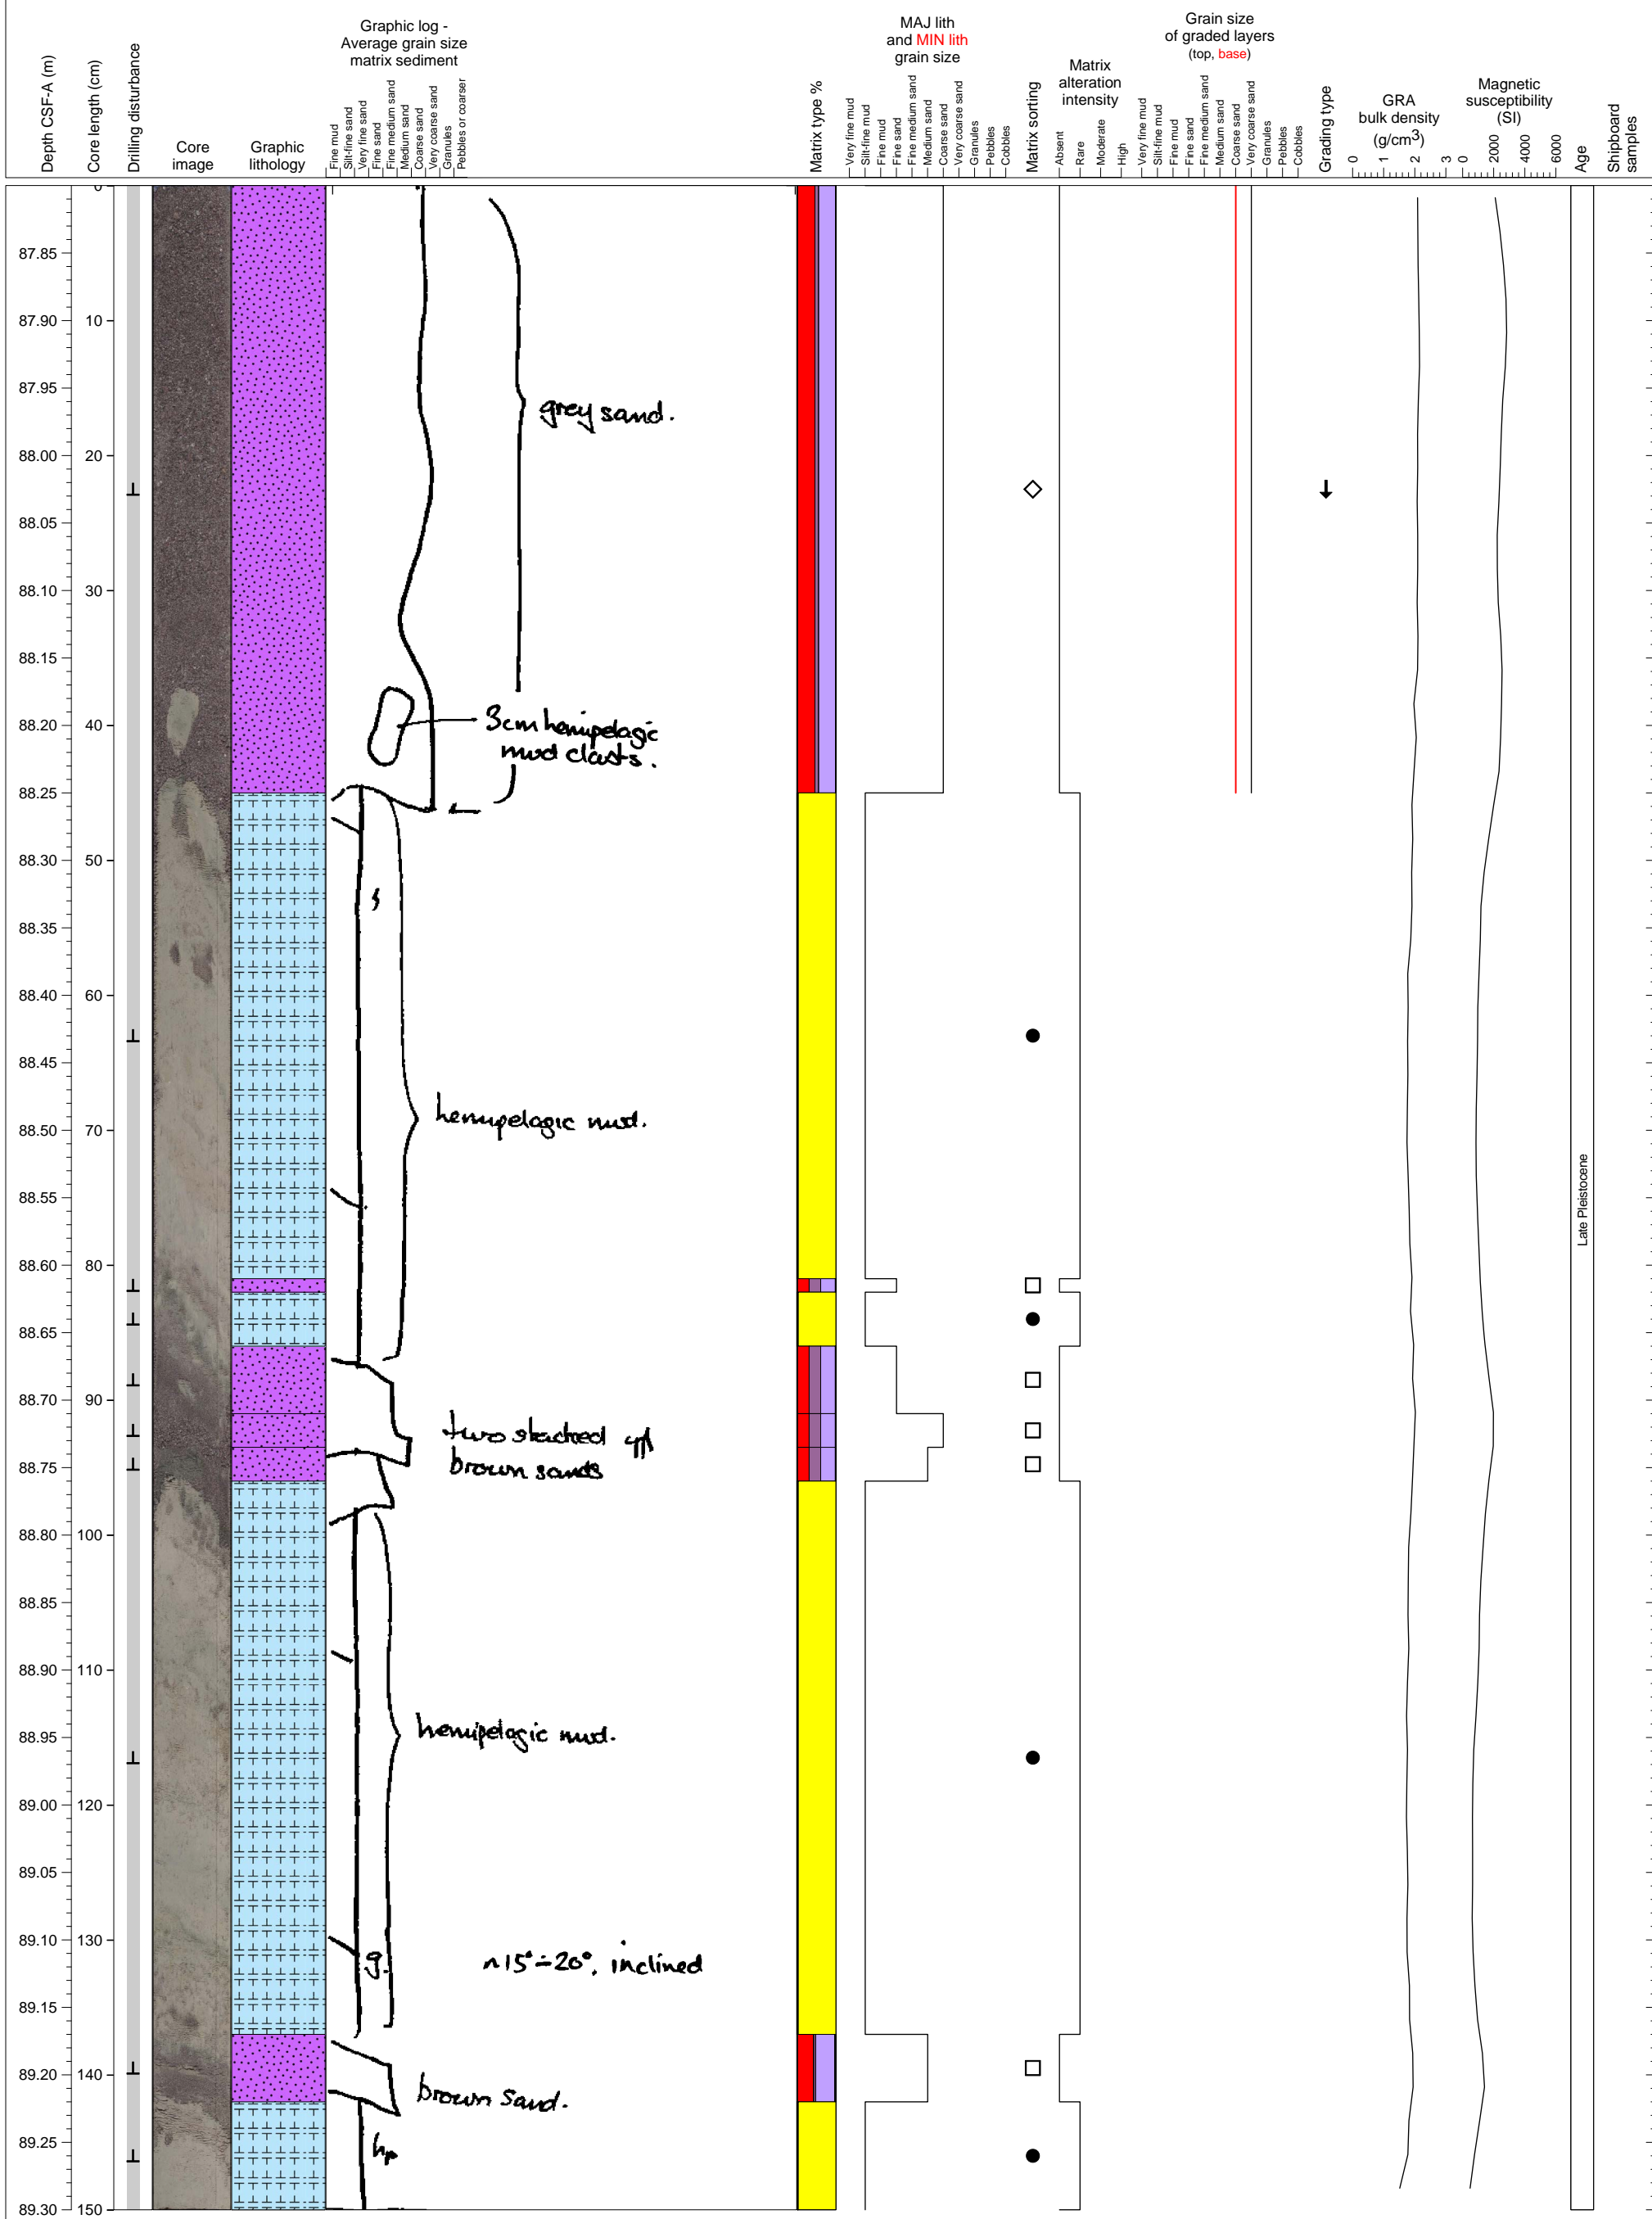 Depth CSF-A (m)
Core length (cm)
Drilling disturbance
Core
image
Graphic
lithology
Graphic log -
Average grain size
matrix sediment
Fine mud
Silt-fine sand
Very fine sand
Fine sand
Fine medium sand
Medium sand
Coarse sand
Very coarse sand
Granules
Pebbles or coarser
Matrix type %
MAJ lith
and MIN lith
grain size
Very fine mud
Silt-fine mud
Fine mud
Fine sand
Fine medium sand
Medium sand
Coarse sand
Very coarse sand
Granules
Pebbles
Cobbles
Matrix sorting
Matrix
alteration
intensity
Absent
Rare
Moderate
High
Grain size
of graded layers
(top, base)
Very fine mud
Silt-fine mud
Fine mud
Fine sand
Fine medium sand
Medium sand
Coarse sand
Very coarse sand
Granules
Pebbles
Cobbles
Grading type
GRA
bulk density
(g/cm3)
0 1 2 3
Magnetic
susceptibility
(SI)
0 2000 4000 6000
Age
Shipboard
samples
0
87.85
87.90 10
87.95
grey sand.
88.00 20
88.05
88.10 30
88.15
88.20 40
3cm hemipelagic
mud clasts.
88.25
88.30 50
88.35
88.40 60
88.45
88.50 70
hemipelagic mud.
88.55
Late Pleistocene
88.60 80
88.65
88.70 90
two stacked
brown sands
88.75
88.80 100
88.85
88.90 110
88.95
hemipelagic mud.
89.00 120
89.05
89.10 130
g.
~15°-20°. inclined
89.15
89.20 140
brown sand.
89.25
hp
89.30 150